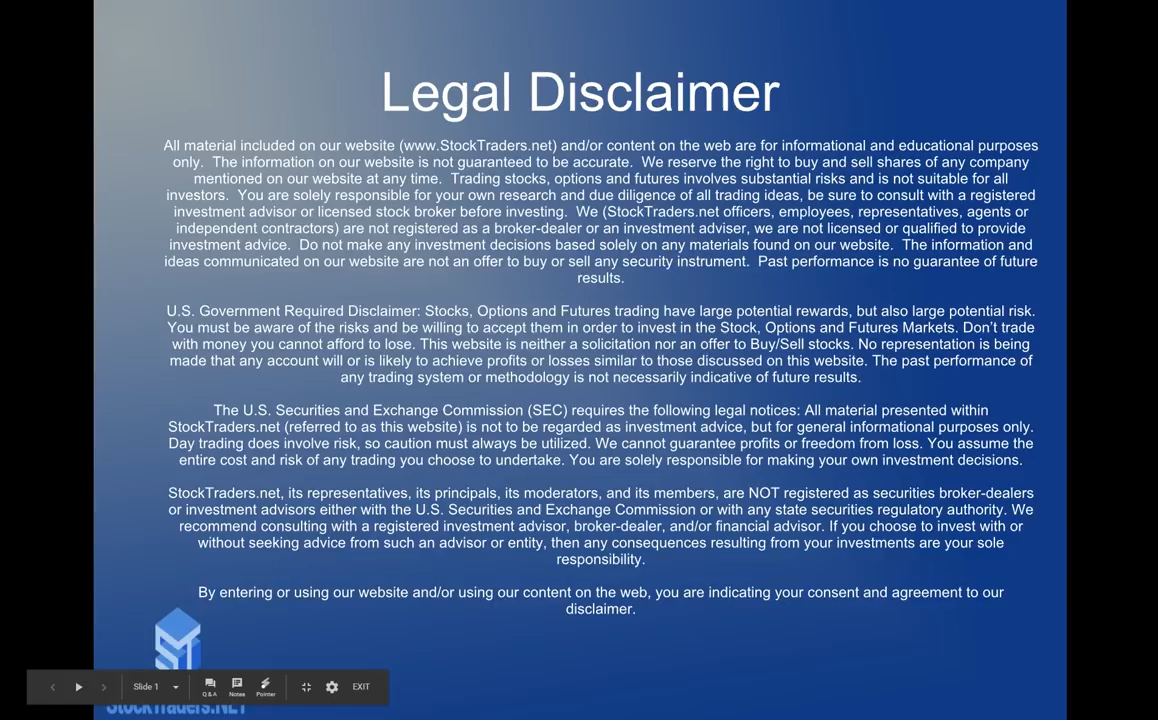 Legal Disclaimer
All material included on our website (www.StockTraders.net) and/or content on the web are for informational and educational purposes
only.  The information on our website is not guaranteed to be accurate.  We reserve the right to buy and sell shares of any company
mentioned on our website at any time.  Trading stocks, options and futures involves substantial risks and is not suitable for all
investors.  You are solely responsible for your own research and due diligence of all trading ideas, be sure to consult with a registered
investment advisor or licensed stock broker before investing.  We (StockTraders.net officers, employees, representatives, agents or
independent contractors) are not registered as a broker-dealer or an investment adviser, we are not licensed or qualified to provide
investment advice.  Do not make any investment decisions based solely on any materials found on our website.  The information and
ideas communicated on our website are not an offer to buy or sell any security instrument.  Past performance is no guarantee of future
results.
U.S. Government Required Disclaimer: Stocks, Options and Futures trading have large potential rewards, but also large potential risk.
You must be aware of the risks and be willing to accept them in order to invest in the Stock, Options and Futures Markets. Don't trade
with money you cannot afford to lose. This website is neither a solicitation nor an offer to Buy/Sell stocks. No representation is being
made that any account will or is likely to achieve profits or losses similar to those discussed on this website. The past performance of
any trading system or methodology is not necessarily indicative of future results.
The U.S. Securities and Exchange Commission (SEC) requires the following legal notices: All material presented within
StockTraders.net (referred to as this website) is not to be regarded as investment advice, but for general informational purposes only.
Day trading does involve risk, so caution must always be utilized. We cannot guarantee profits or freedom from loss. You assume the
entire cost and risk of any trading you choose to undertake. You are solely responsible for making your own investment decisions.
StockTraders.net, its representatives, its principals, its moderators, and its members, are NOT registered as securities broker-dealers
or investment advisors either with the U.S. Securities and Exchange Commission or with any state securities regulatory authority. We
recommend consulting with a registered investment advisor, broker-dealer, and/or financial advisor. If you choose to invest with or
without seeking advice from such an advisor or entity, then any consequences resulting from your investments are your sole
responsibility.
By entering or using our website and/or using our content on the web, you are indicating your consent and agreement to our
disclaimer.
Slide 1
Q&A
Notes
Pointer
EXIT
StockTraders.NET